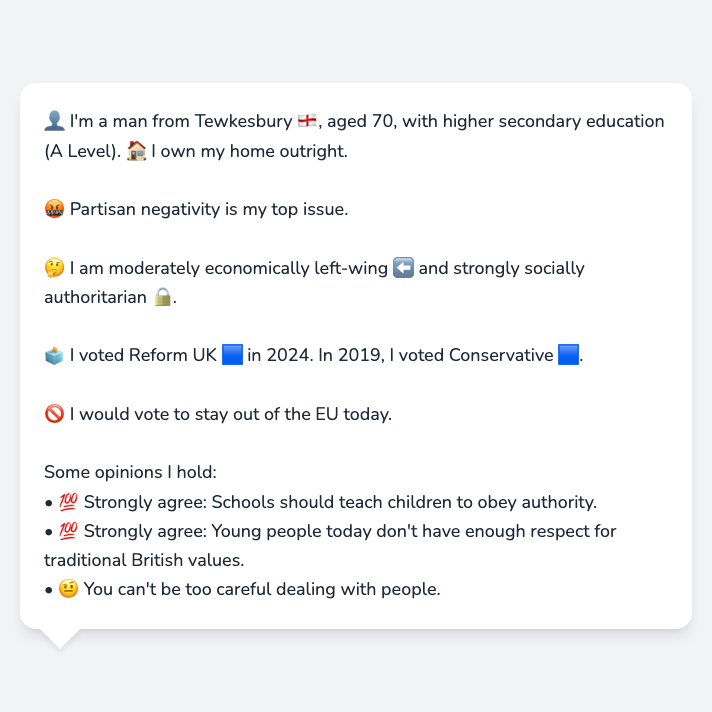 👤 I'm a man from Tewkesbury 🏴󠁧󠁢󠁥󠁮󠁧󠁿, aged 70, with higher secondary education
(A Level). 🏠 I own my home outright.
🤬 Partisan negativity is my top issue.
🤔 I am moderately economically left-wing ⬅️ and strongly socially
authoritarian 🔒.
🗳️ I voted Reform UK 🟦 in 2024. In 2019, I voted Conservative 🟦.
🚫 I would vote to stay out of the EU today.
Some opinions I hold:
• 💯 Strongly agree: Schools should teach children to obey authority.
• 💯 Strongly agree: Young people today don't have enough respect for
traditional British values.
• 🤨 You can't be too careful dealing with people.